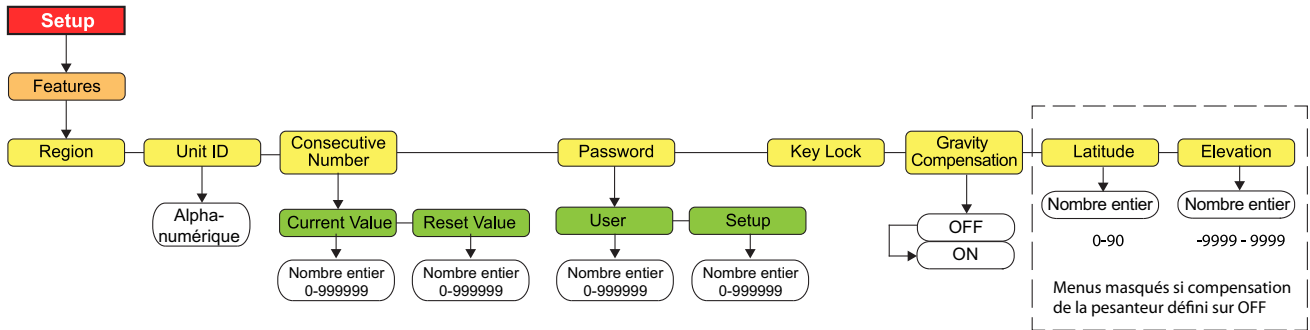 Setup
Features
Region
Unit ID
Consecutive
Number
Password
Key Lock
Gravity
Compensation
Latitude
Elevation
Alpha-
numérique
Current Value
Reset Value
User
Setup
OFF
ON
Nombre entier
0-90
Nombre entier
-9999 - 9999
Nombre entier
0-999999
Nombre entier
0-999999
Nombre entier
0-999999
Nombre entier
0-999999
Menus masqués si compensation
de la pesanteur défini sur OFF